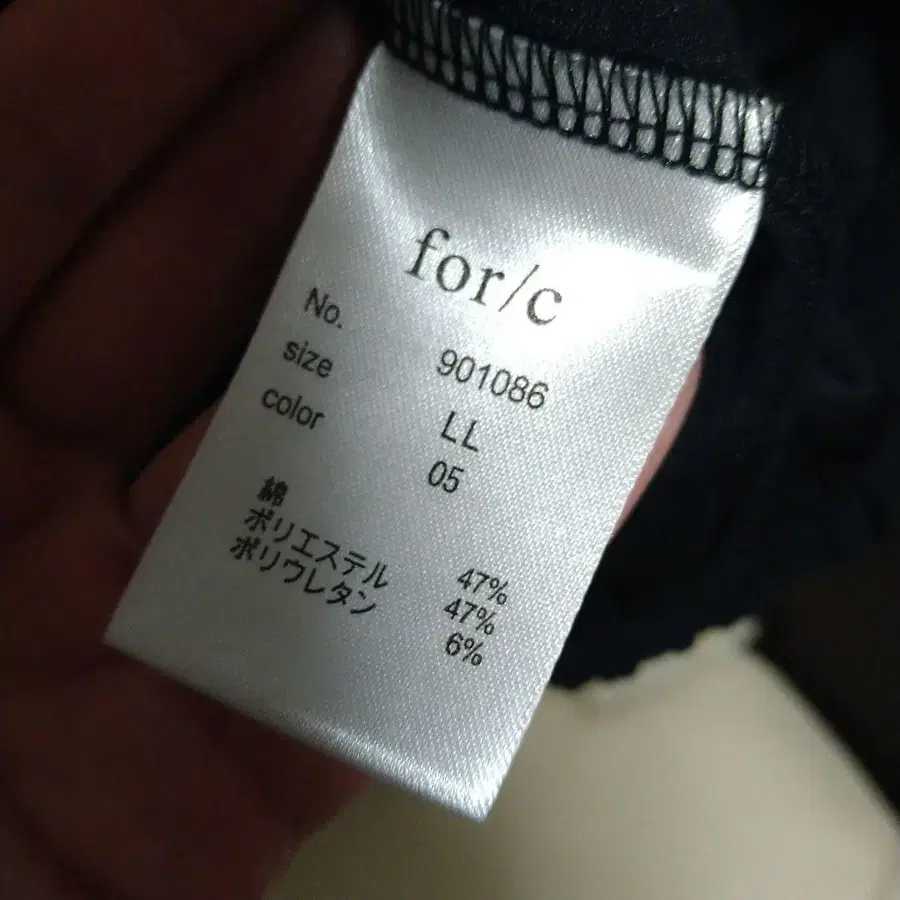 for/c
No. 901086
size LL
color 05
綿 47%
ポリエステル 47%
ポリウレタン 6%